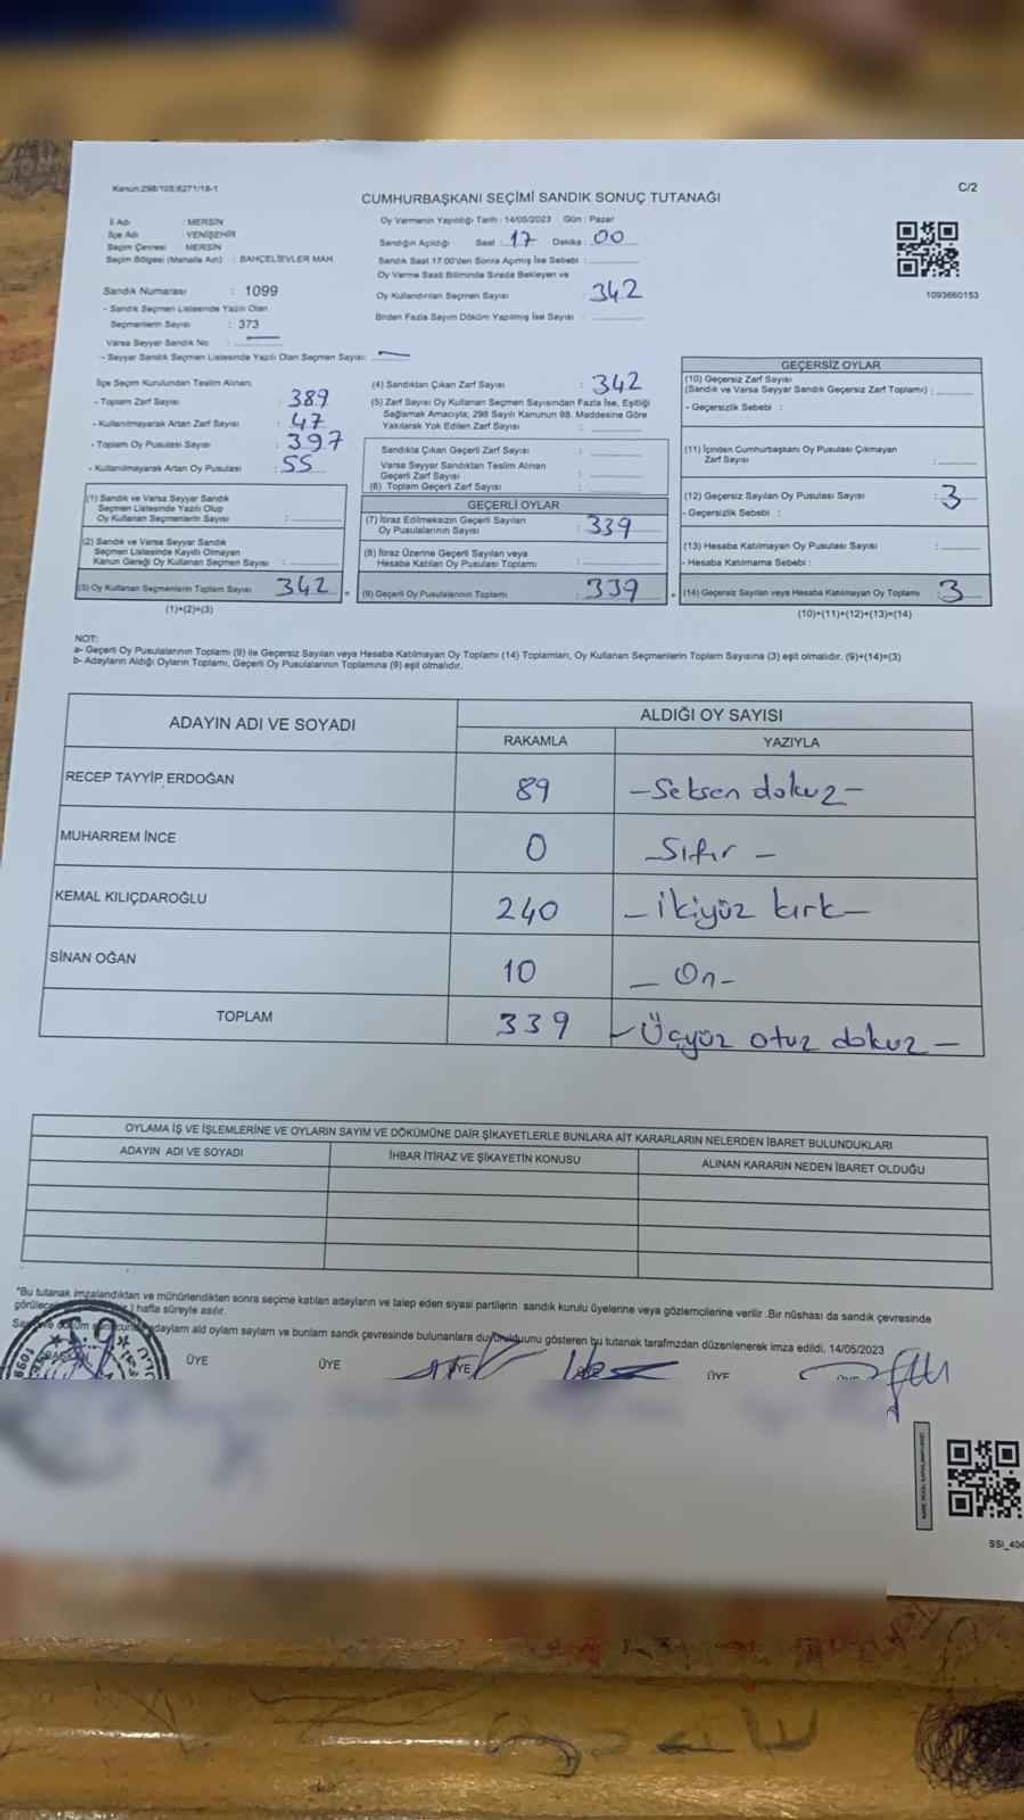 Kanun:298/105;6271/18-1
C/2
CUMHURBAŞKANI SEÇİMİ SANDIK SONUÇ TUTANAĞI
İl Adı : MERSİN
İlçe Adı : YENİŞEHİR
Seçim Çevresi : MERSİN
Seçim Bölgesi (Mahalle Adı) : BAHÇELİEVLER MAH.
Sandık Numarası : 1099
- Sandık Seçmen Listesinde Yazılı Olan
Seçmenlerin Sayısı : 373
Varsa Seyyar Sandık No :
- Seyyar Sandık Seçmen Listesinde Yazılı Olan Seçmen Sayısı:
Oy Vermenin Yapıldığı Tarih : 14/05/2023 Gün : Pazar
Sandığın Açıldığı Saat : 17 Dakika : 00
Sandık Saat 17.00'den Sonra Açmış İse Sebebi :
Oy Verme Saati Bitiminde Sırada Bekleyen ve
Oy Kullandırılan Seçmen Sayısı : 342
Birden Fazla Sayım Döküm Yapılmış İse Sayısı :
1093660153
İlçe Seçim Kurulundan Teslim Alınan;
- Toplam Zarf Sayısı : 389
- Kullanılmayarak Artan Zarf Sayısı : 47
- Toplam Oy Pusulası Sayısı : 397
- Kullanılmayarak Artan Oy Pusulası : 55
(1) Sandık ve Varsa Seyyar Sandık
Seçmen Listesinde Yazılı Olup
Oy Kullanan Seçmenlerin Sayısı :
(2) Sandık ve Varsa Seyyar Sandık
Seçmen Listesinde Kayıtlı Olmayan
Kanun Gereği Oy Kullanan Seçmen Sayısı :
(3) Oy Kullanan Seçmenlerin Toplam Sayısı 342
(1)+(2)=(3)
(4) Sandıktan Çıkan Zarf Sayısı : 342
(5) Zarf Sayısı Oy Kullanan Seçmen Sayısından Fazla İse, Eşitliği
Sağlamak Amacıyla; 298 Sayılı Kanunun 98. Maddesine Göre
Yakılarak Yok Edilen Zarf Sayısı :
Sandıkta Çıkan Geçerli Zarf Sayısı :
Varsa Seyyar Sandıktan Teslim Alınan
Geçerli Zarf Sayısı :
(6) Toplam Geçerli Zarf Sayısı :
GEÇERLİ OYLAR
(7) İtiraz Edilmeksizin Geçerli Sayılan
Oy Pusulalarının Sayısı : 339
(8) İtiraz Üzerine Geçerli Sayılan veya
Hesaba Katılan Oy Pusulası Toplamı :
(9) Geçerli Oy Pusulalarının Toplamı : 339
GEÇERSİZ OYLAR
(10) Geçersiz Zarf Sayısı
(Sandık ve Varsa Seyyar Sandık Geçersiz Zarf Toplamı) :
- Geçersizlik Sebebi :
(11) İçinden Cumhurbaşkanı Oy Pusulası Çıkmayan
Zarf Sayısı :
(12) Geçersiz Sayılan Oy Pusulası Sayısı : 3
- Geçersizlik Sebebi :
(13) Hesaba Katılmayan Oy Pusulası Sayısı :
- Hesaba Katılmama Sebebi :
(14) Geçersiz Sayılan veya Hesaba Katılmayan Oy Toplamı : 3
(10)+(11)+(12)+(13)=(14)
NOT:
a- Geçerli Oy Pusulalarının Toplamı (9) ile Geçersiz Sayılan veya Hesaba Katılmayan Oy Toplamı (14) Toplamları, Oy Kullanan Seçmenlerin Toplam Sayısına (3) eşit olmalıdır. (9)+(14)=(3)
b- Adayların Aldığı Oyların Toplamı, Geçerli Oy Pusulalarının Toplamına (9) eşit olmalıdır.
ADAYIN ADI VE SOYADI
ALDIĞI OY SAYISI
RAKAMLA YAZIYLA
RECEP TAYYİP ERDOĞAN 89 -Seksen dokuz-
MUHARREM İNCE 0 -Sıfır-
KEMAL KILIÇDAROĞLU 240 -ikiyüz kırk-
SİNAN OĞAN 10 -On-
TOPLAM 339 -Üçyüz otuz dokuz-
OYLAMA İŞ VE İŞLEMLERİNE VE OYLARIN SAYIM VE DÖKÜMÜNE DAİR ŞİKAYETLERLE BUNLARA AİT KARARLARIN NELERDEN İBARET BULUNDUKLARI
ADAYIN ADI VE SOYADI İHBAR İTİRAZ VE ŞİKAYETİN KONUSU ALINAN KARARIN NEDEN İBARET OLDUĞU
*Bu tutanak imzalandıktan ve mühürlendikten sonra seçime katılan adayların ve talep eden siyasi partilerin sandık kurulu üyelerine veya gözlemcilerine verilir .Bir nüshası da sandık çevresinde
hafta süreyle asılır.
ald oylam saylam ve bunlam sandk çevresinde bulunanlara duyurulduunu gösteren bu tutanak tarafmzdan düzenlenerek imza edildi. 14/05/2023
ÜYE ÜYE ÜYE ÜYE